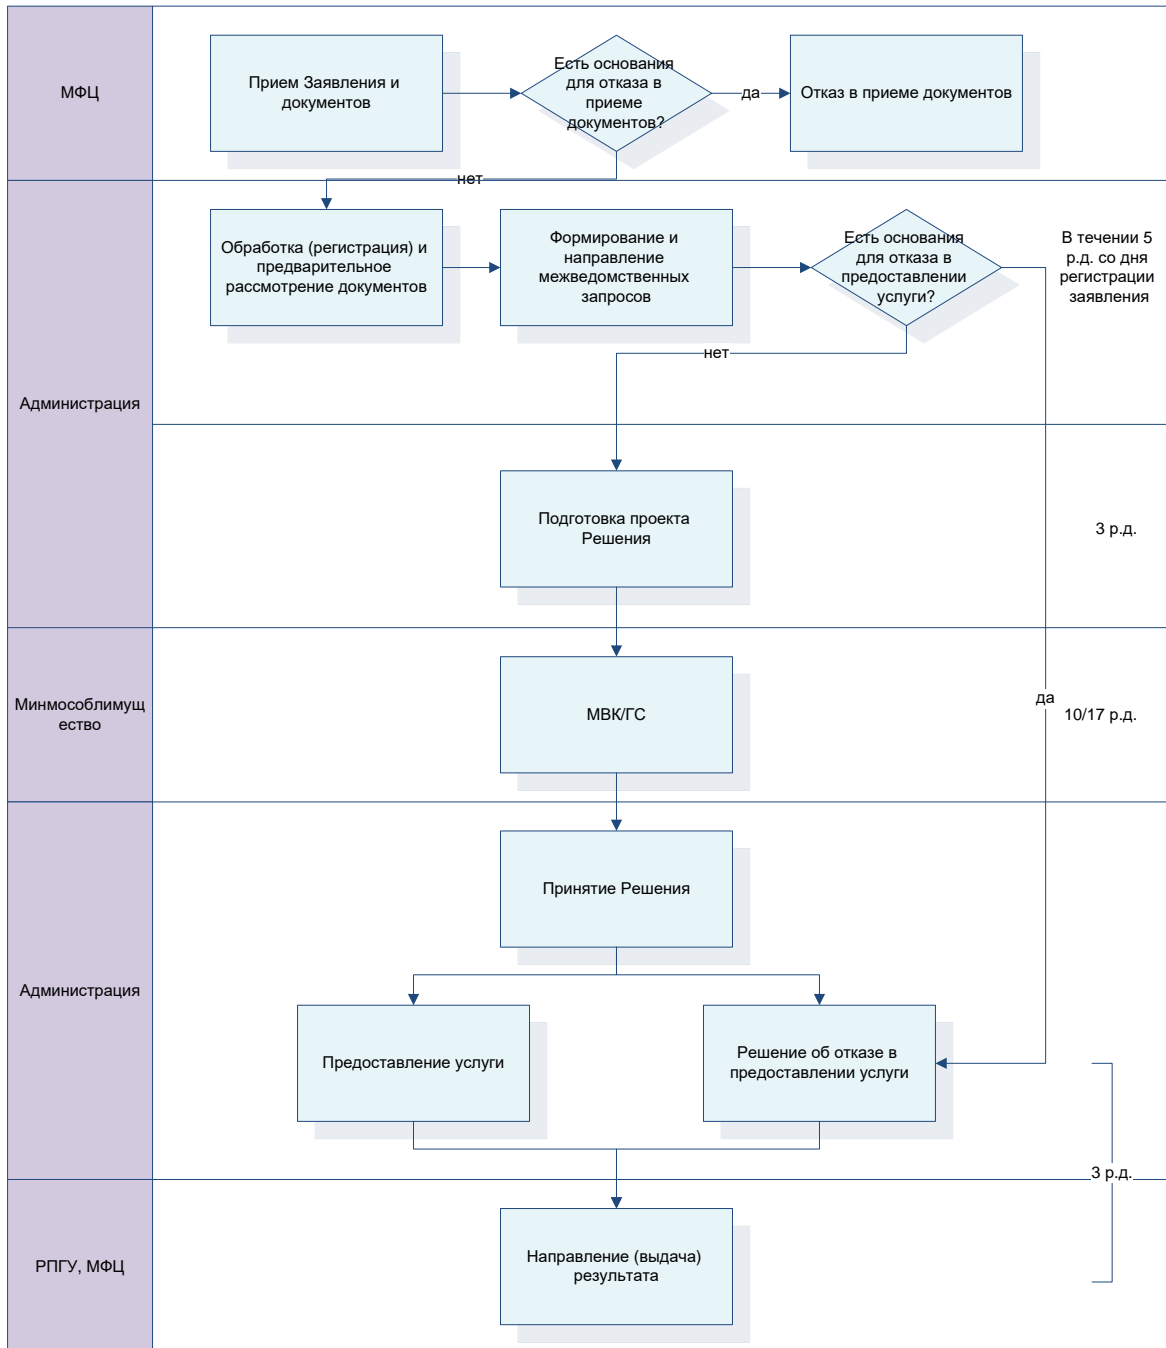 МФЦ
Прием Заявления и
документов
Есть основания
для отказа в
приеме
документов?
да
Отказ в приеме документов
нет
Администрация
Обработка (регистрация) и
предварительное
рассмотрение документов
Формирование и
направление
межведомственных
запросов
Есть основания
для отказа в
предоставлении
услуги?
В течении 5
р.д. со дня
регистрации
заявления
нет
Подготовка проекта
Решения
3 р.д.
Минмособлимущ
ество
МВК/ГС
да
10/17 р.д.
Администрация
Принятие Решения
Предоставление услуги
Решение об отказе в
предоставлении услуги
3 р.д.
РПГУ, МФЦ
Направление (выдача)
результата